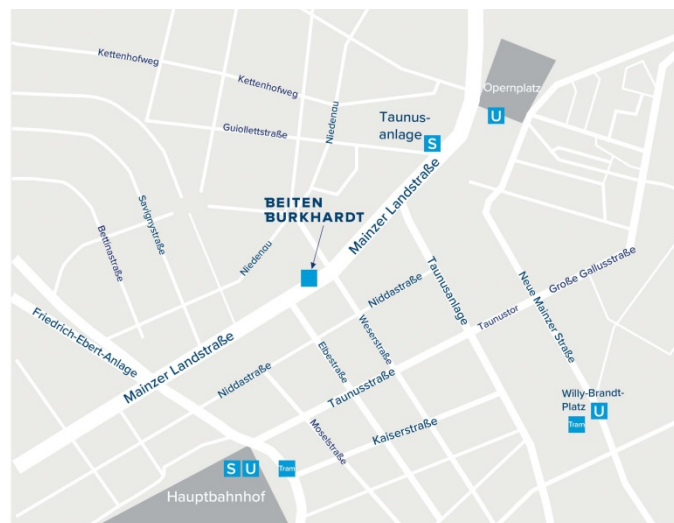 Kettenhofweg
Kettenhofweg
Opernplatz
U
Guiollettstraße
Niedenau
Taunus-
anlage
S
BEITEN
BURKHARDT
Mainzer Landstraße
Savignystraße
Bettinastraße
Niedenau
Niddastraße
Taunusanlage
Neue Mainzer Straße
Große Gallusstraße
Taunustor
Friedrich-Ebert-Anlage
Mainzer Landstraße
Elbestraße
Weserstraße
Niddastraße
Taunusstraße
Moselstraße
Kaiserstraße
Willy-Brandt-
Platz
U
Tram
S U
Tram
Hauptbahnhof